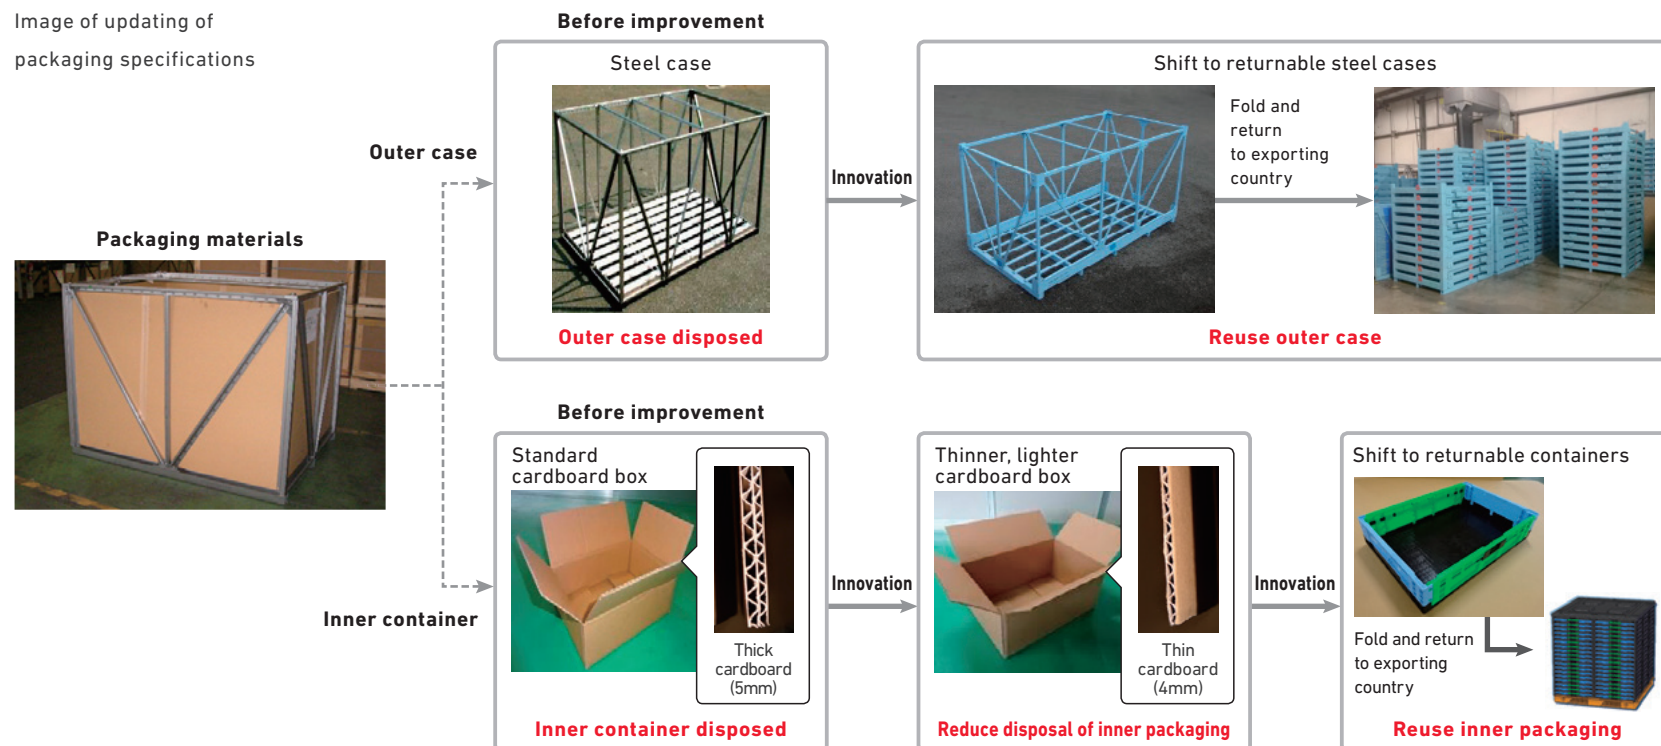 Image of updating of
packaging specifications
Before improvement
Steel case
Outer case
Outer case disposed
Innovation
Shift to returnable steel cases
Fold and
return
to exporting
country
Reuse outer case
Packaging materials
Before improvement
Inner container
Standard
cardboard box
Thick
cardboard
(5mm)
Inner container disposed
Innovation
Thinner, lighter
cardboard box
Thin
cardboard
(4mm)
Reduce disposal of inner packaging
Innovation
Shift to returnable containers
Fold and return
to exporting
country
Reuse inner packaging